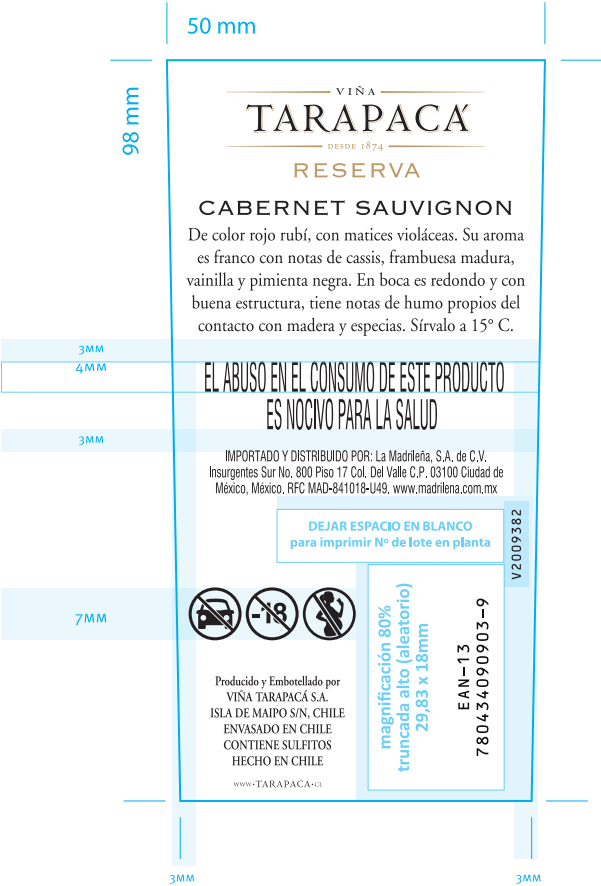 50 mm
98 mm
VIÑA
TARAPACÁ
DESDE 1874
RESERVA
CABERNET SAUVIGNON
De color rojo rubí, con matices violáceas. Su aroma
es franco con notas de cassis, frambuesa madura,
vainilla y pimienta negra. En boca es redondo y con
buena estructura, tiene notas de humo propios del
contacto con madera y especias. Sírvalo a 15° C.
3MM
4MM
EL ABUSO EN EL CONSUMO DE ESTE PRODUCTO
ES NOCIVO PARA LA SALUD
3MM
IMPORTADO Y DISTRIBUIDO POR: La Madrileña, S.A. de C.V.
Insurgentes Sur No. 800 Piso 17 Col. Del Valle C.P. 03100 Ciudad de
México, México. RFC MAD-841018-U49. www.madrilena.com.mx
DEJAR ESPACIO EN BLANCO
para imprimir Nº de lote en planta
V2009382
7MM
-18
magnificación 80%
truncada alto (aleatorio)
29,83 x 18mm
EAN-13
780434090903-9
Producido y Embotellado por
VIÑA TARAPACÁ S.A.
ISLA DE MAIPO S/N, CHILE
ENVASADO EN CHILE
CONTIENE SULFITOS
HECHO EN CHILE
WWW•TARAPACA•CL
3MM
3MM